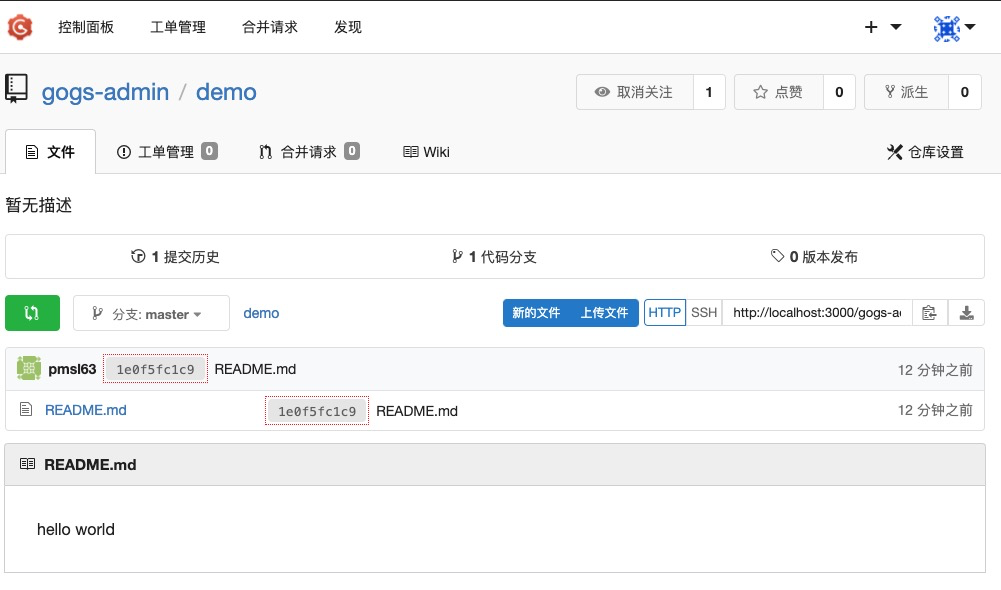 控制面板 工单管理 合并请求 发现
gogs-admin / demo 取消关注 1 点赞 0 派生 0
文件 工单管理 0 合并请求 0 Wiki 仓库设置
暂无描述
1 提交历史 1 代码分支 0 版本发布
分支: master demo 新的文件 上传文件 HTTP SSH http://localhost:3000/gogs-a
pmsl63 1e0f5fc1c9 README.md 12 分钟之前
README.md 1e0f5fc1c9 README.md 12 分钟之前
README.md
hello world